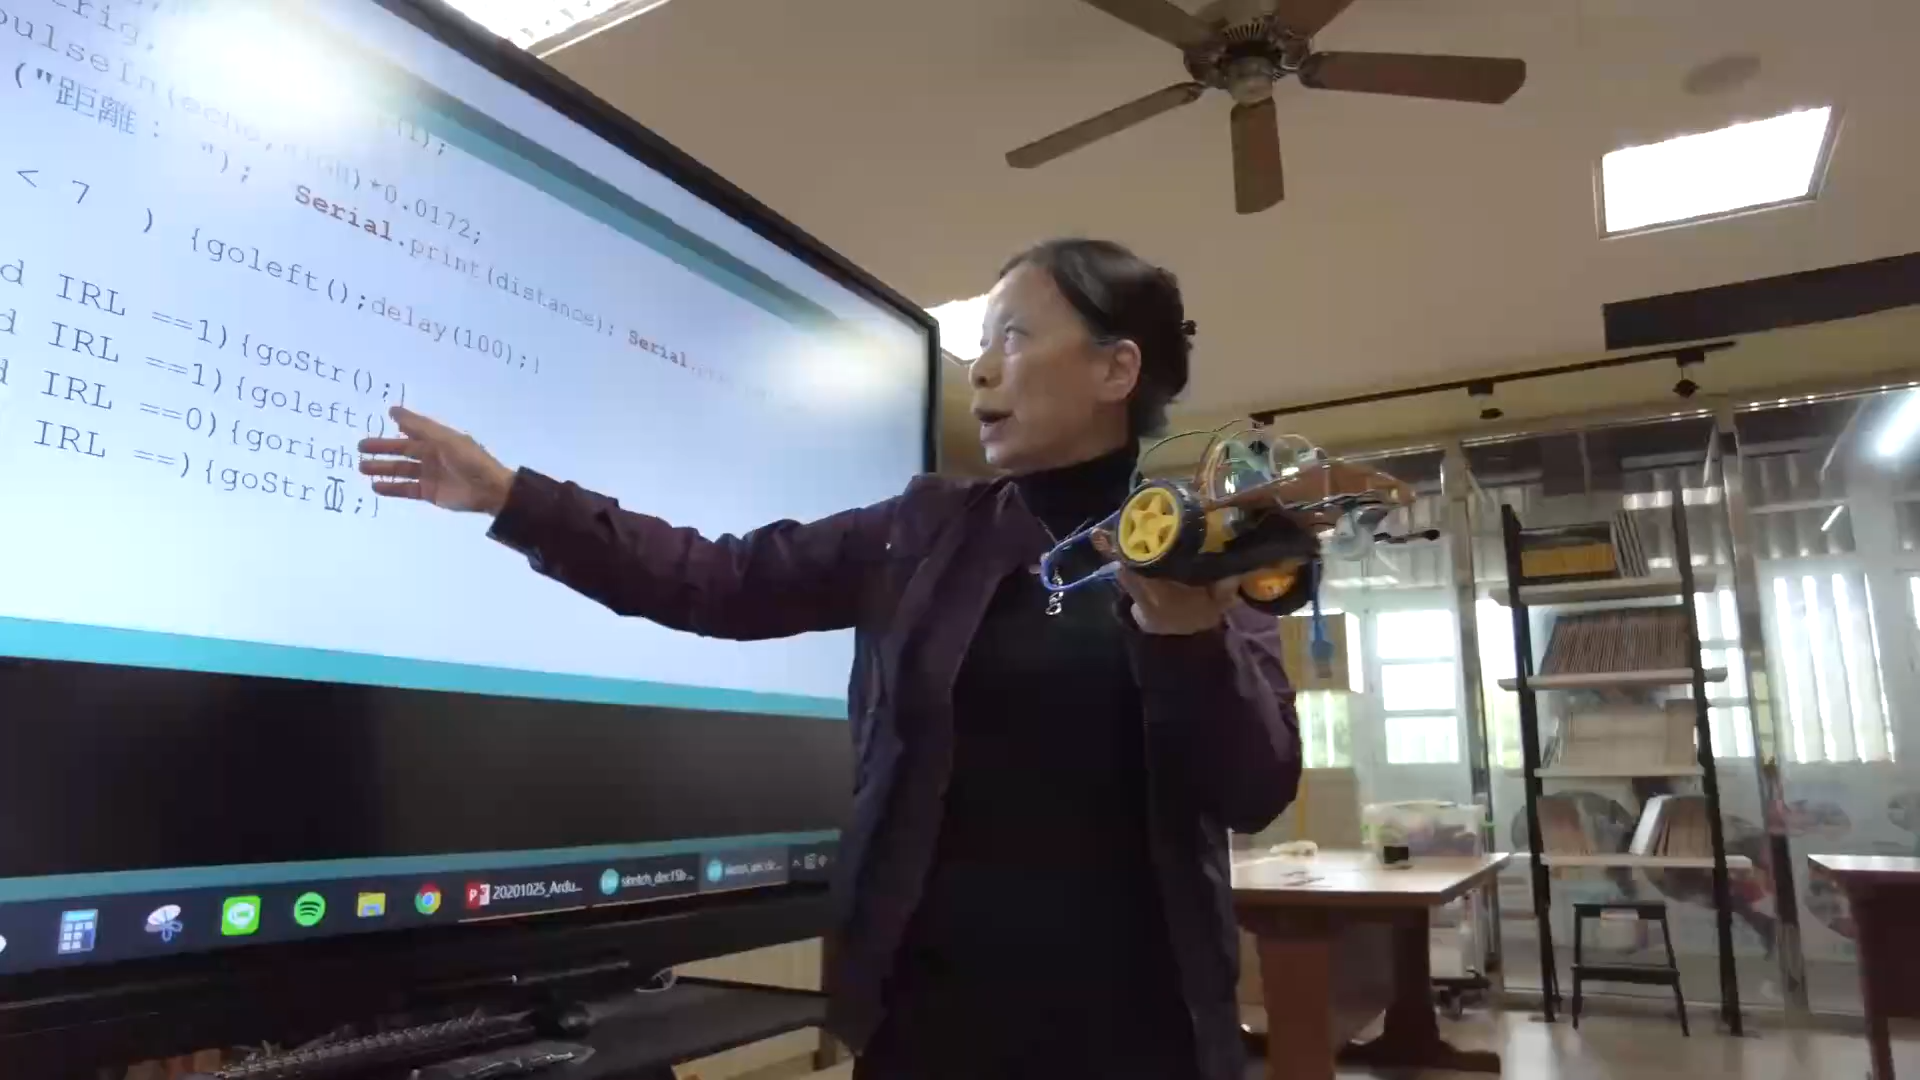 pulseIn(echo,HIGH)*0.0172;
("距離: "); Serial.print(distance); Serial.
< 7 ) {goleft();delay(100);}
d IRL ==1){goStr();}
d IRL ==1){goleft()
d IRL ==0){gorigh
IRL ==){goStr();}
20201025_Ardu...
sketch_dec15b...